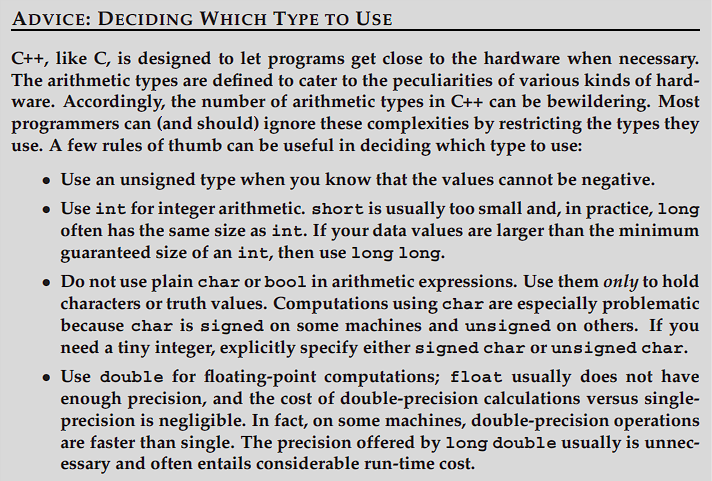 ADVICE: DECIDING WHICH TYPE TO USE
C++, like C, is designed to let programs get close to the hardware when necessary.
The arithmetic types are defined to cater to the peculiarities of various kinds of hard-
ware. Accordingly, the number of arithmetic types in C++ can be bewildering. Most
programmers can (and should) ignore these complexities by restricting the types they
use. A few rules of thumb can be useful in deciding which type to use:
• Use an unsigned type when you know that the values cannot be negative.
• Use int for integer arithmetic. short is usually too small and, in practice, long
often has the same size as int. If your data values are larger than the minimum
guaranteed size of an int, then use long long.
• Do not use plain char or bool in arithmetic expressions. Use them only to hold
characters or truth values. Computations using char are especially problematic
because char is signed on some machines and unsigned on others. If you
need a tiny integer, explicitly specify either signed char or unsigned char.
• Use double for floating-point computations; float usually does not have
enough precision, and the cost of double-precision calculations versus single-
precision is negligible. In fact, on some machines, double-precision operations
are faster than single. The precision offered by long double usually is unnec-
essary and often entails considerable run-time cost.